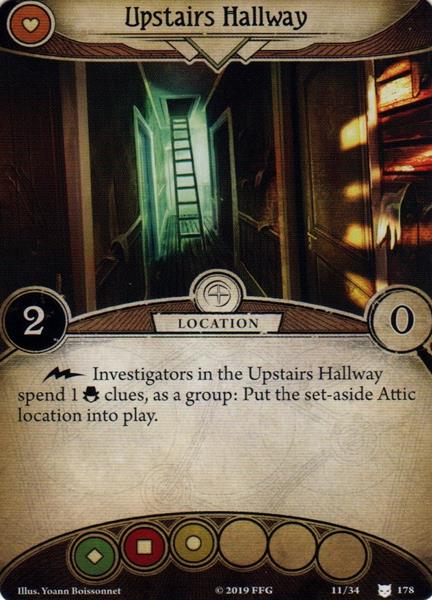 Upstairs Hallway
2
0
LOCATION
Investigators in the Upstairs Hallway
spend 1 clues, as a group: Put the set-aside Attic
location into play.
Illus. Yoann Boissonnet
© 2019 FFG
11/34
178